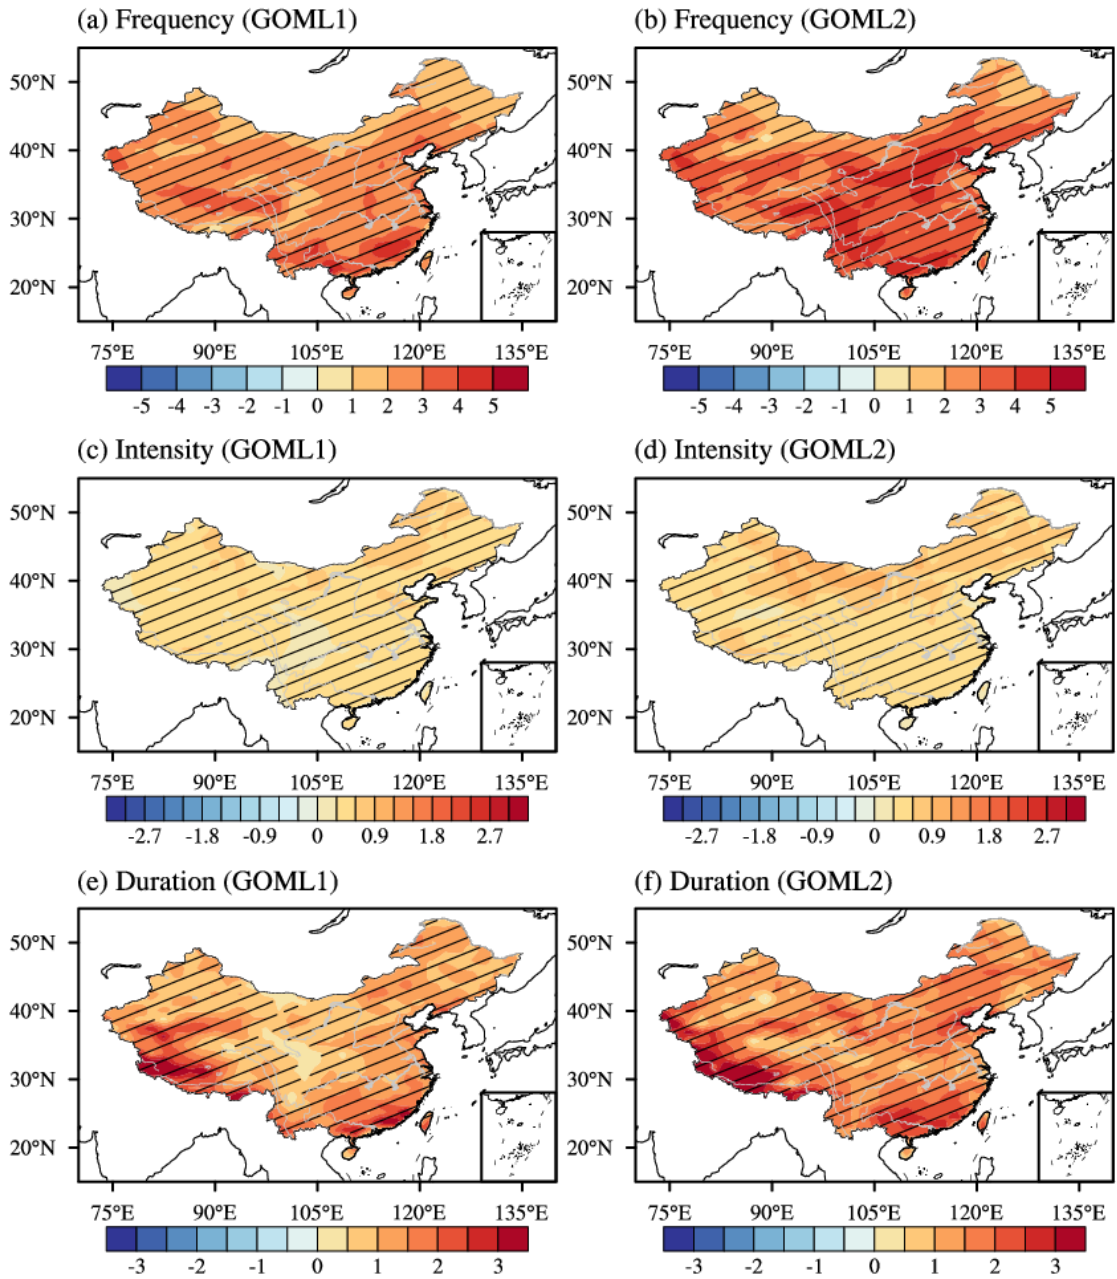 (a) Frequency (GOML1) (b) Frequency (GOML2)
50°N 50°N
40°N 40°N
30°N 30°N
20°N 20°N
75°E 90°E 105°E 120°E 135°E 75°E 90°E 105°E 120°E 135°E
-5 -4 -3 -2 -1 0 1 2 3 4 5 -5 -4 -3 -2 -1 0 1 2 3 4 5
(c) Intensity (GOML1) (d) Intensity (GOML2)
50°N 50°N
40°N 40°N
30°N 30°N
20°N 20°N
75°E 90°E 105°E 120°E 135°E 75°E 90°E 105°E 120°E 135°E
-2.7 -1.8 -0.9 0 0.9 1.8 2.7 -2.7 -1.8 -0.9 0 0.9 1.8 2.7
(e) Duration (GOML1) (f) Duration (GOML2)
50°N 50°N
40°N 40°N
30°N 30°N
20°N 20°N
75°E 90°E 105°E 120°E 135°E 75°E 90°E 105°E 120°E 135°E
-3 -2 -1 0 1 2 3 -3 -2 -1 0 1 2 3